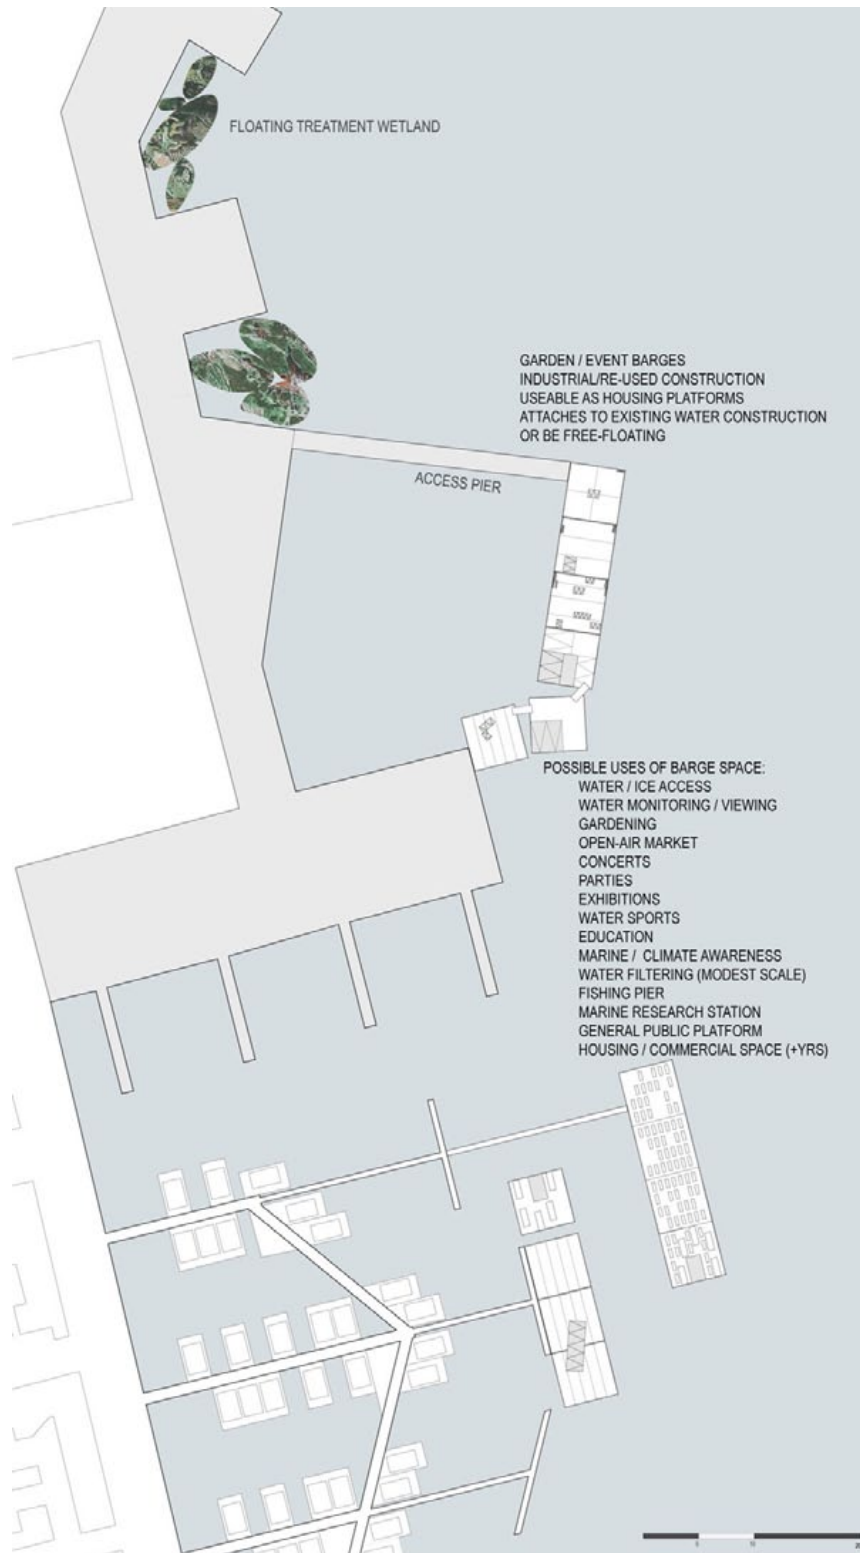 FLOATING TREATMENT WETLAND
GARDEN / EVENT BARGES
INDUSTRIAL/RE-USED CONSTRUCTION
USEABLE AS HOUSING PLATFORMS
ATTACHES TO EXISTING WATER CONSTRUCTION
OR BE FREE-FLOATING
ACCESS PIER
POSSIBLE USES OF BARGE SPACE:
WATER / ICE ACCESS
WATER MONITORING / VIEWING
GARDENING
OPEN-AIR MARKET
CONCERTS
PARTIES
EXHIBITIONS
WATER SPORTS
EDUCATION
MARINE / CLIMATE AWARENESS
WATER FILTERING (MODEST SCALE)
FISHING PIER
MARINE RESEARCH STATION
GENERAL PUBLIC PLATFORM
HOUSING / COMMERCIAL SPACE (+YRS)